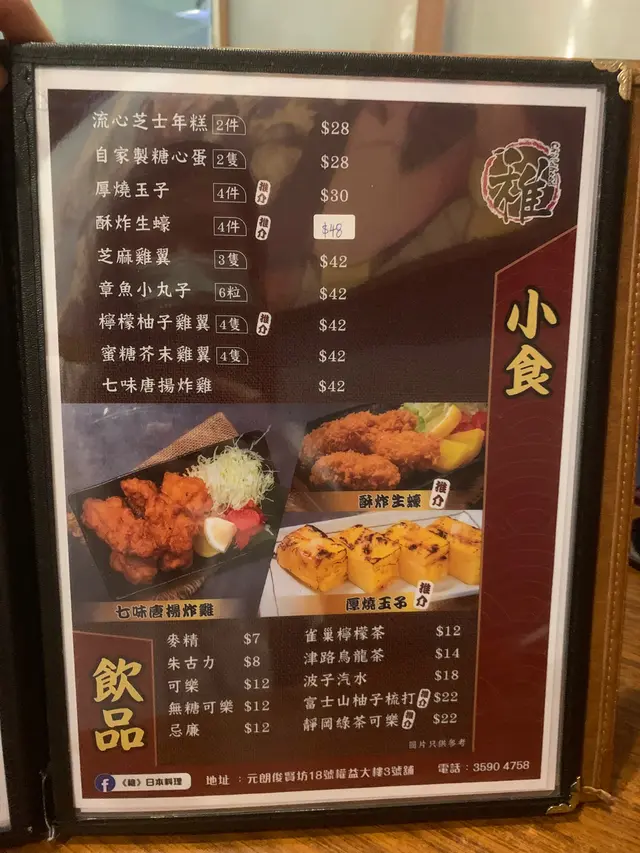 流心芝士年糕 2件 $28
自家製糖心蛋 2隻 $28
厚燒玉子 4件 推介 $30
酥炸生蠔 4件 推介 $48
芝麻雞翼 3隻 $42
章魚小丸子 6粒 $42
檸檬柚子雞翼 4隻 推介 $42
蜜糖芥末雞翼 4隻 $42
七味唐揚炸雞 $42
雜
小食
酥炸生蠔 推介
七味唐揚炸雞
厚燒玉子 推介
飲品
麥精 $7
朱古力 $8
可樂 $12
無糖可樂 $12
忌廉 $12
雀巢檸檬茶 $12
津路烏龍茶 $14
波子汽水 $18
富士山柚子梳打 推介 $22
靜岡綠茶可樂 推介 $22
圖片只供參考
日本料理
地址：元朗俊賢坊18號權益大樓3號舖
電話：3590 4758